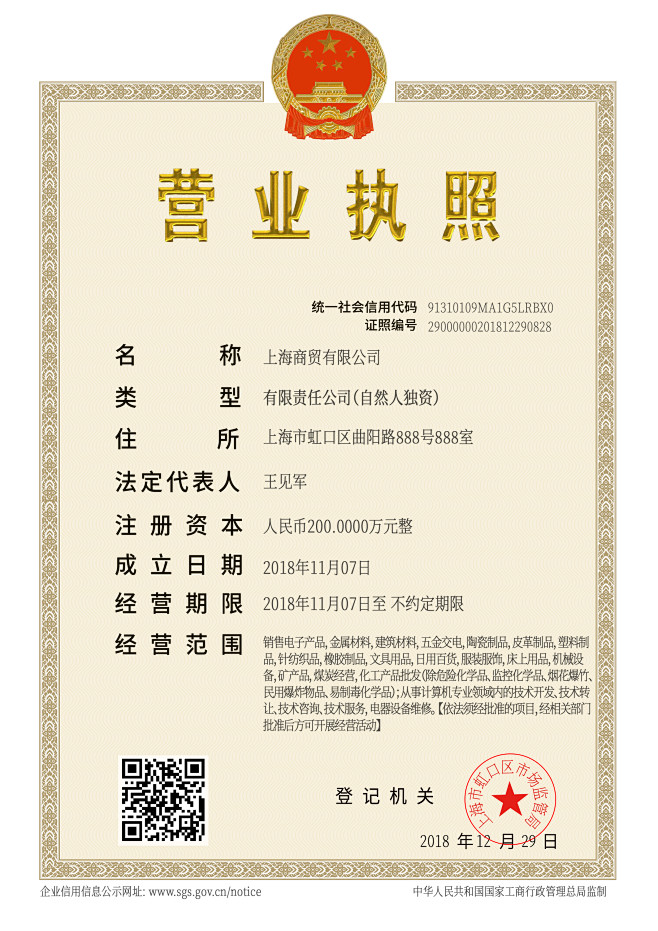 营业执照
统一社会信用代码 91310109MA1G5LRBX0
证照编号 29000000201812290828
名称 上海商贸有限公司
类型 有限责任公司(自然人独资)
住所 上海市虹口区曲阳路888号888室
法定代表人 王见军
注册资本 人民币200.0000万元整
成立日期 2018年11月07日
经营期限 2018年11月07日至 不约定期限
经营范围 销售电子产品, 金属材料, 建筑材料, 五金交电, 陶瓷制品, 皮革制品, 塑料制
品, 针纺织品, 橡胶制品, 文具用品, 日用百货, 服装服饰, 床上用品, 机械设
备, 矿产品, 煤炭经营, 化工产品批发(除危险化学品、监控化学品、烟花爆竹、
民用爆炸物品、易制毒化学品); 从事计算机专业领域内的技术开发、技术转
让、技术咨询、技术服务, 电器设备维修。【依法须经批准的项目, 经相关部门
批准后方可开展经营活动】
登记机关
上海市虹口区市场监管局
2018 年 12 月 29 日
企业信用信息公示网址: www.sgs.gov.cn/notice
中华人民共和国国家工商行政管理总局监制